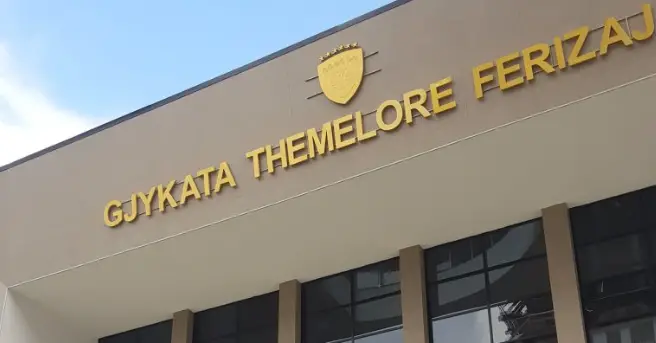 GJYKATA THEMELORE FERIZAJ